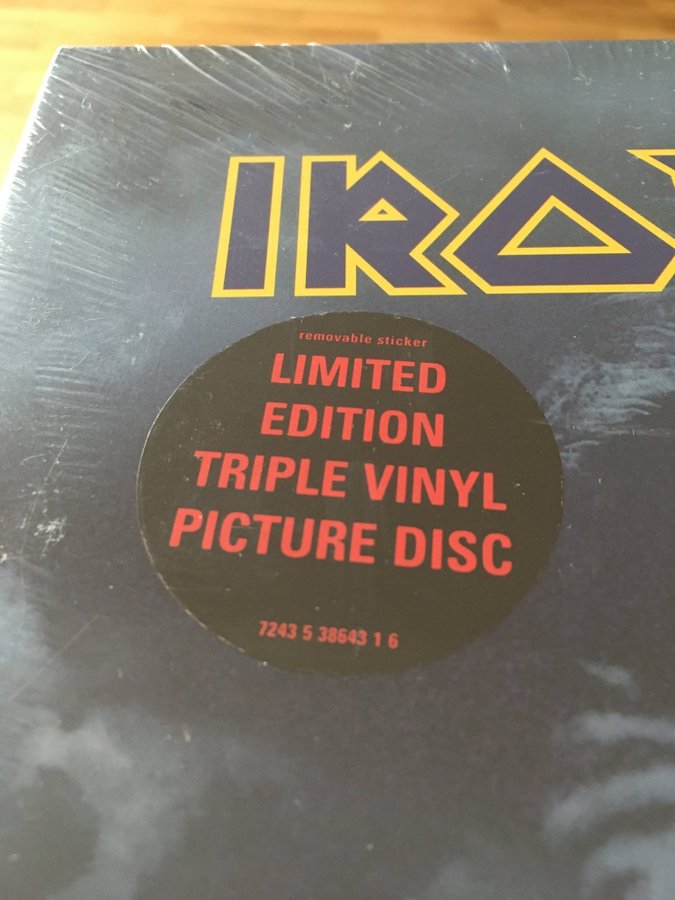 IRO
removable sticker
LIMITED
EDITION
TRIPLE VINYL
PICTURE DISC
7243 5 38643 1 6